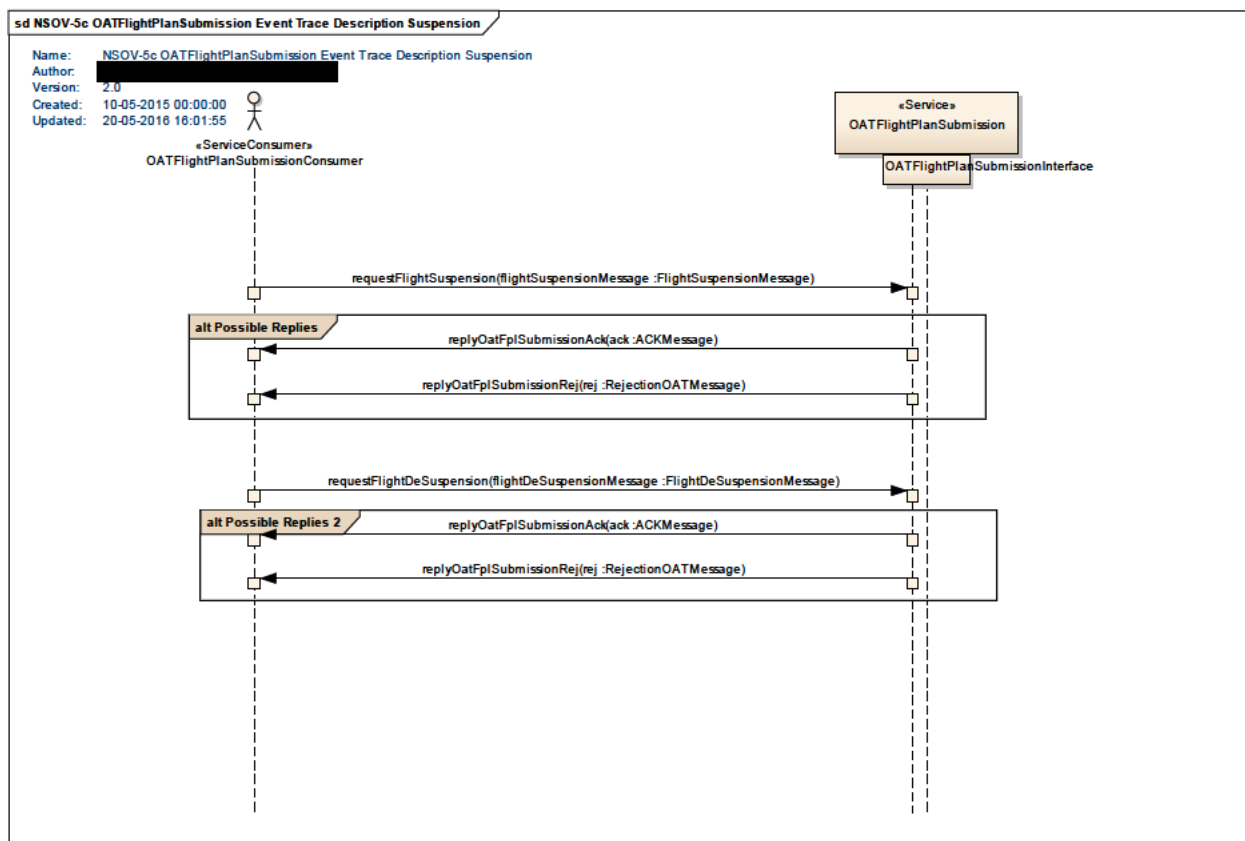 sd NSOV-5c OATFlightPlanSubmission Event Trace Description Suspension
Name: NSOV-5c OATFlightPlanSubmission Event Trace Description Suspension
Author:
Version: 2.0
Created: 10-05-2015 00:00:00
Updated: 20-05-2016 16:01:55
«ServiceConsumer»
OATFlightPlanSubmissionConsumer
«Service»
OATFlightPlanSubmission
OATFlightPlanSubmissionInterface
requestFlightSuspension(flightSuspensionMessage :FlightSuspensionMessage)
alt Possible Replies
replyOatFplSubmissionAck(ack :ACKMessage)
replyOatFplSubmissionRej(rej :RejectionOATMessage)
requestFlightDeSuspension(flightDeSuspensionMessage :FlightDeSuspensionMessage)
alt Possible Replies 2
replyOatFplSubmissionAck(ack :ACKMessage)
replyOatFplSubmissionRej(rej :RejectionOATMessage)